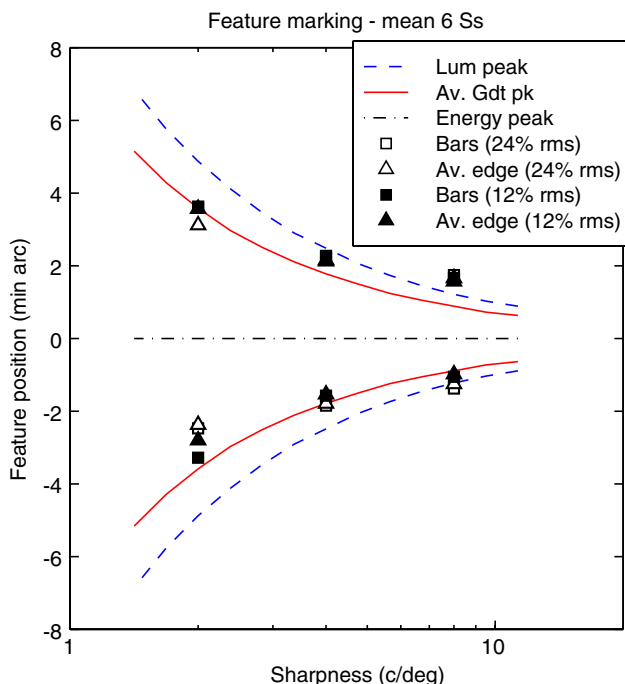 Feature marking - mean 6 Ss
8
6
4
2
0
-2
-4
-6
-8
Feature position (min arc)
Lum peak
Av. Gdt pk
Energy peak
Bars (24% rms)
Av. edge (24% rms)
Bars (12% rms)
Av. edge (12% rms)
1
10
Sharpness (c/deg)